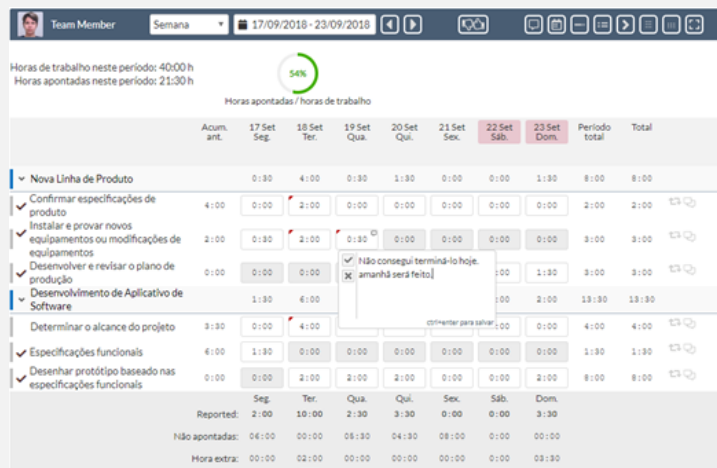 Team Member Semana 17/09/2018 - 23/09/2018
Horas de trabalho neste período: 40:00 h
Horas apontadas neste período: 21:30 h
54%
Horas apontadas / horas de trabalho
Acum. ant. 17 Set Seg. 18 Set Ter. 19 Set Qua. 20 Set Qui. 21 Set Sex. 22 Set Sáb. 23 Set Dom. Período total Total
Nova Linha de Produto 0:30 4:00 0:30 1:30 0:00 0:00 1:30 8:00 8:00
Confirmar especificações de
produto 4:00 0:00 2:00 0:00 0:00 0:00 0:00 0:00 2:00 2:00
Instalar e provar novos
equipamentos ou modificações de
equipamentos 2:00 0:30 2:00 0:30 0:00 0:00 0:00 0:00 3:00 3:00
Desenvolver e revisar o plano de
produção 0:00 0:00 0:00 :00 1:30 3:00 3:00
Não consegui terminá-lo hoje.
amanhã será feito.
ctrl+enter para salvar
Desenvolvimento de Aplicativo de
Software 1:30 6:00 :00 2:00 13:30 13:30
Determinar o alcance do projeto 3:30 0:00 4:00 :00 0:00 4:00 4:00
Especificações funcionais 6:00 1:30 0:00 0:00 0:00 0:00 0:00 0:00 1:30 1:30
Desenhar protótipo baseado nas
especificações funcionais 0:00 0:00 2:00 2:00 2:00 0:00 0:00 2:00 8:00 8:00
Seg. Ter. Qua. Qui. Sex. Sáb. Dom.
Reported: 2:00 10:00 2:30 3:30 0:00 0:00 3:30
Não apontadas: 06:00 00:00 05:30 04:30 08:00 0:00 00:00
Hora extra: 00:00 02:00 00:00 00:00 00:00 0:00 03:30